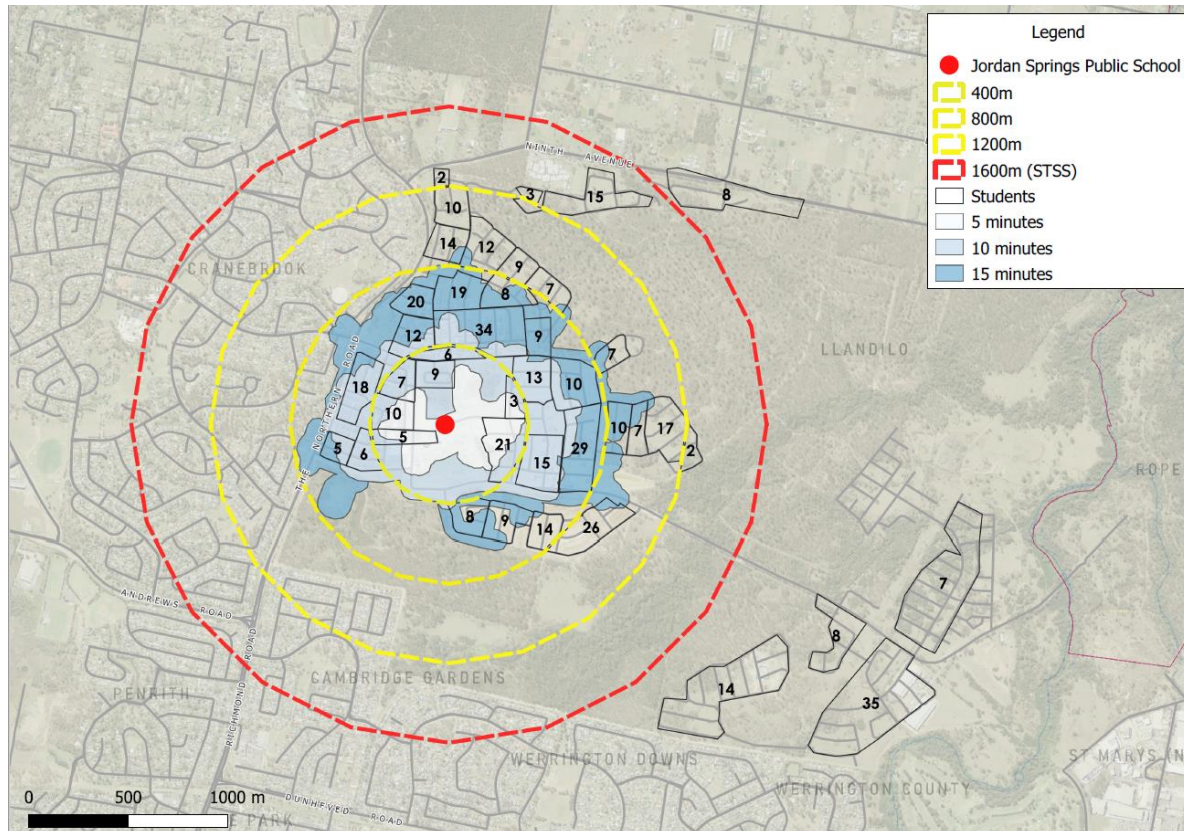 Legend
Jordan Springs Public School
400m
800m
1200m
1600m (STSS)
Students
5 minutes
10 minutes
15 minutes
NINTH AVENUE
2
3
15
8
10
14
12
9
7
CRANEBROOK
19
8
20
34
12
9
6
7
LLANDILO
THE NORTHERN ROAD
9
13
10
18
7
3
10
5
21
10
7
17
2
5
6
15
29
ROPE
8
9
14
26
7
ANDREWS ROAD
8
RICHMOND ROAD
CAMBRIDGE GARDENS
PENRITH
14
35
WERRINGTON DOWNS
ST MARYS (N
WERRINGTON COUNTY
0 500 1000 m
DUNHEVED ROAD
PARK